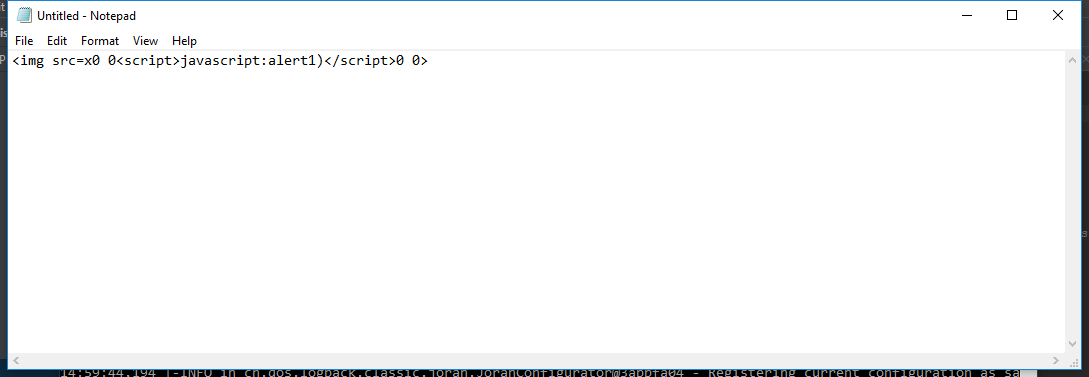 Untitled - Notepad
File Edit Format View Help
<img src=x0 0<script>javascript:alert1)</script>0 0>
14:59:44.194 |-INFO in ch.qos.logback.classic.joran.JoranConfigurator@3abbfa04 - Registering current configuration as sa